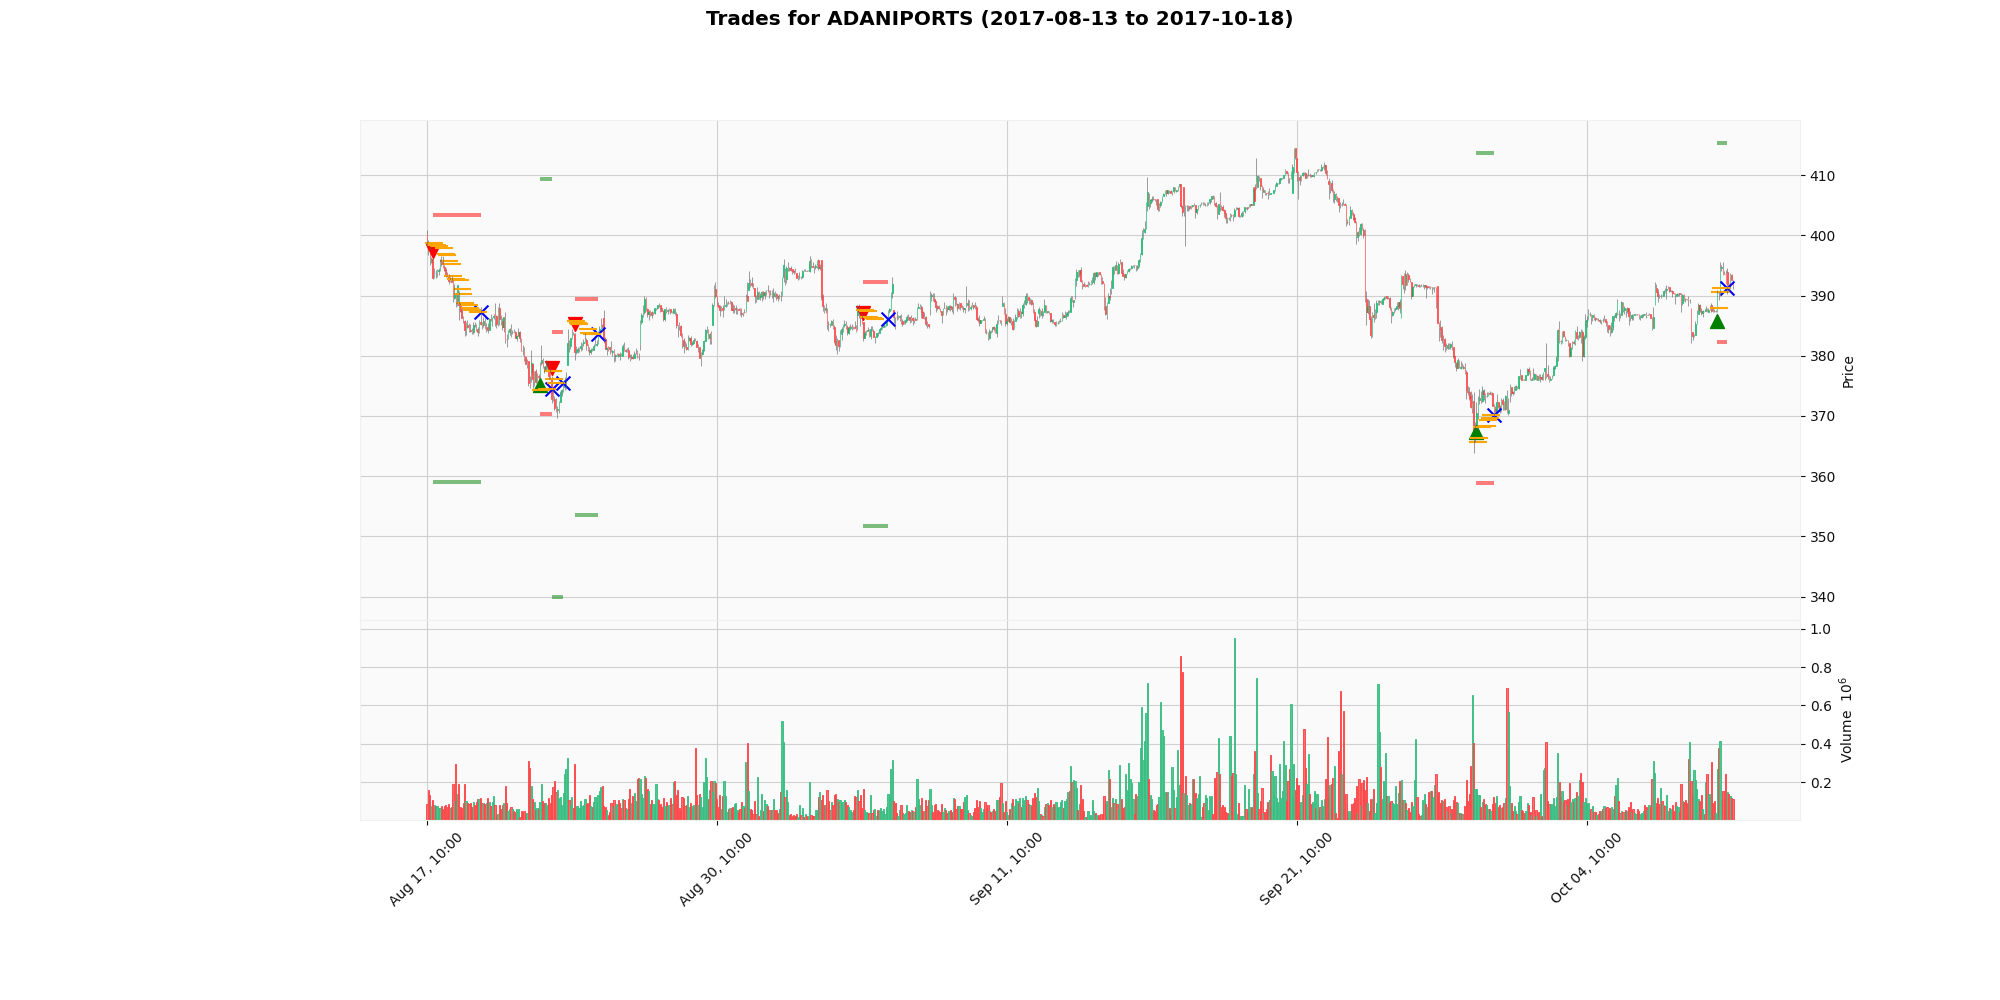 Trades for ADANIPORTS (2017-08-13 to 2017-10-18)
410
400
390
380
370
360
350
340
Price
1.0
0.8
0.6
0.4
0.2
Volume 10^6
Aug 17, 10:00
Aug 30, 10:00
Sep 11, 10:00
Sep 21, 10:00
Oct 04, 10:00